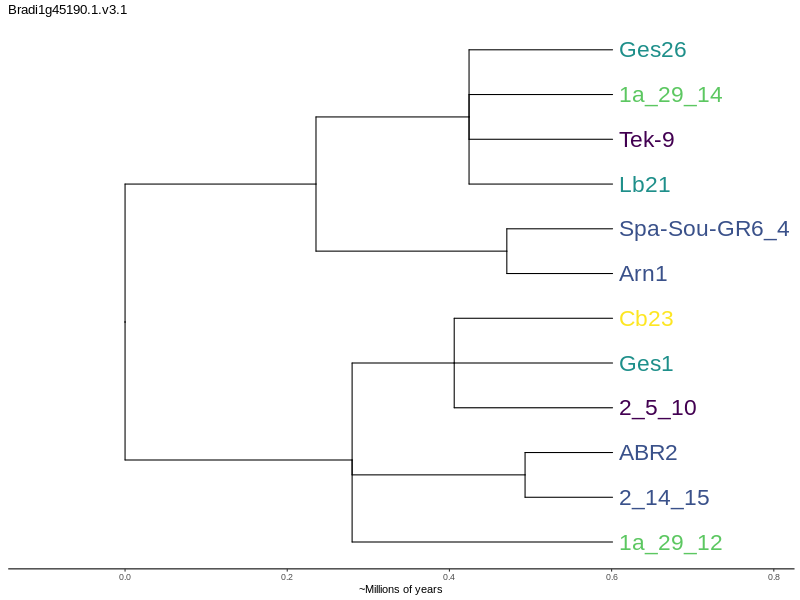 Bradi1g45190.1.v3.1
Ges26
1a_29_14
Tek-9
Lb21
Spa-Sou-GR6_4
Arn1
Cb23
Ges1
2_5_10
ABR2
2_14_15
1a_29_12
0.0 0.2 0.4 0.6 0.8
~Millions of years